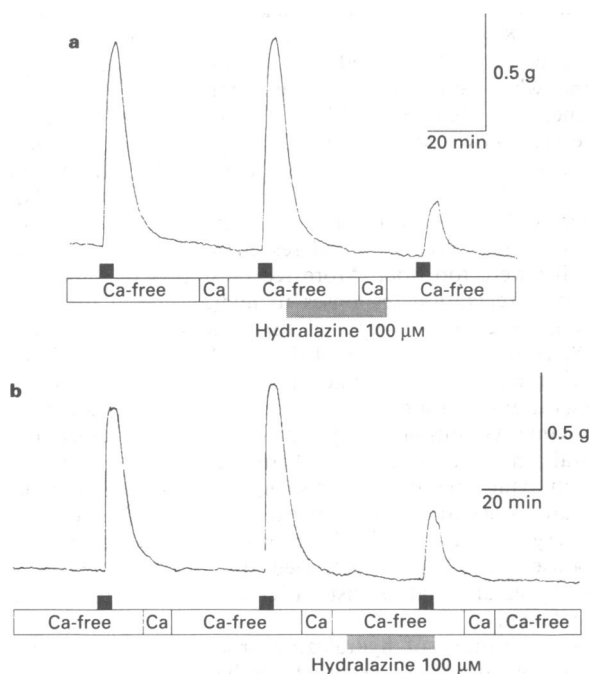 a
0.5 g
20 min
Ca-free Ca Ca-free Ca Ca-free
Hydralazine 100 μM
b
0.5 g
20 min
Ca-free Ca Ca-free Ca Ca-free Ca Ca-free
Hydralazine 100 μM